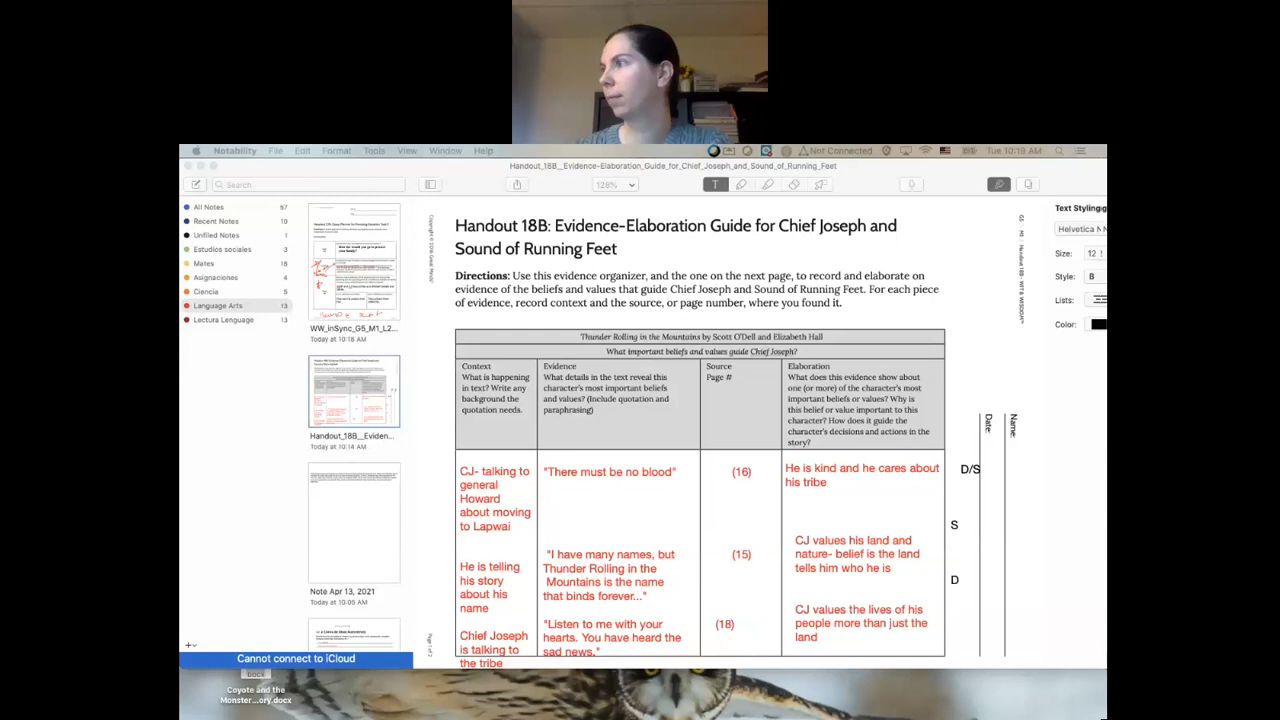 Notability File Edit Format Tools View Window Help Not Connected Tue 10:19 AM
Handout_18B__Evidence-Elaboration_Guide_for_Chief_Joseph_and_Sound_of_Running_Feet
Search
128%
T
All Notes 57
Recent Notes 10
Unfiled Notes 1
Estudios sociales 3
Mates 18
Asignaciones 4
Ciencia 5
Language Arts 13
Lectura Lenguage 13
WW_inSync_G5_M1_L2...
Today at 10:18 AM
Handout_18B__Eviden...
Today at 10:14 AM
Note Apr 13, 2021
Today at 10:05 AM
Cannot connect to iCloud
DOCX
Coyote and the
Monster...ory.docx
Page 1 of 2
Handout 18B: Evidence-Elaboration Guide for Chief Joseph and
Sound of Running Feet
Directions: Use this evidence organizer, and the one on the next page, to record and elaborate on
evidence of the beliefs and values that guide Chief Joseph and Sound of Running Feet. For each piece
of evidence, record context and the source, or page number, where you found it.
Thunder Rolling in the Mountains by Scott O'Dell and Elizabeth Hall
What important beliefs and values guide Chief Joseph?
Context
What is happening
in text? Write any
background the
quotation needs.
Evidence
What details in the text reveal this
character's most important beliefs
and values? (Include quotation and
paraphrasing)
Source
Page #
Elaboration
What does this evidence show about
one (or more) of the character's most
important beliefs or values? Why is
this belief or value important to this
character? How does it guide the
character's decisions and actions in the
story?
CJ- talking to
general
Howard
about moving
to Lapwai
"There must be no blood"
(16)
He is kind and he cares about
his tribe
D/S
He is telling
his story
about his
name
"I have many names, but
Thunder Rolling in the
Mountains is the name
that binds forever..."
(15)
CJ values his land and
nature- belief is the land
tells him who he is
S
D
Chief Joseph
is talking to
the tribe
"Listen to me with your
hearts. You have heard the
sad news."
(18)
CJ values the lives of his
people more than just the
land
Date:
Name:
Text Styling
Helvetica N
Size: 12
Style: B
Lists:
Color: